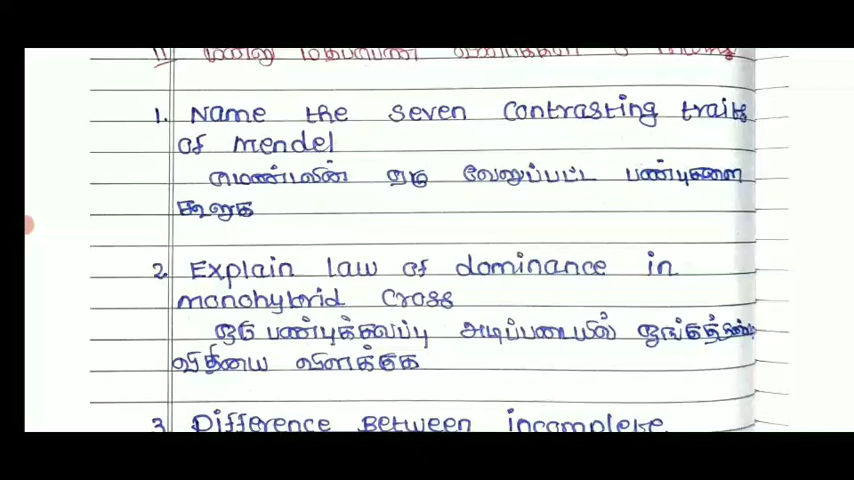 1. Name the seven contrasting traits
of Mendel
மெண்டலின் ஏழு வேறுபட்ட பண்புகளை
கூறுக
2. Explain law of dominance in
monohybrid cross
ஒரு பண்புக்கலப்பு அடிப்படையில் ஓங்குத்தன்மை
விதியை விளக்குக
3 Difference Between incomplete